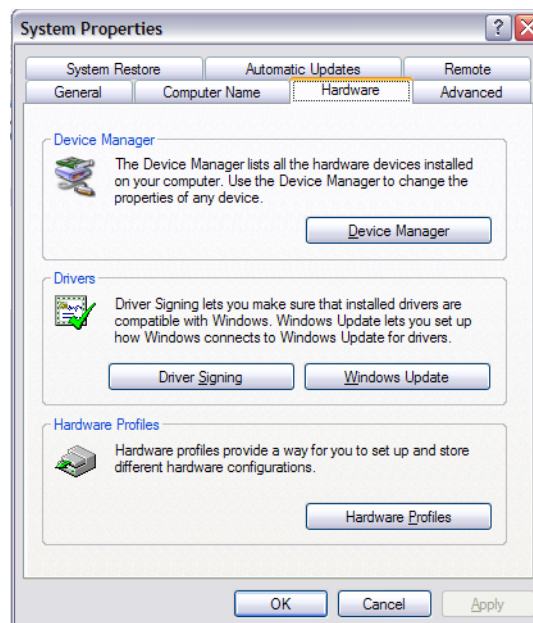 System Properties
?
System Restore Automatic Updates Remote
General Computer Name Hardware Advanced
Device Manager
The Device Manager lists all the hardware devices installed
on your computer. Use the Device Manager to change the
properties of any device.
Device Manager
Drivers
Driver Signing lets you make sure that installed drivers are
compatible with Windows. Windows Update lets you set up
how Windows connects to Windows Update for drivers.
Driver Signing Windows Update
Hardware Profiles
Hardware profiles provide a way for you to set up and store
different hardware configurations.
Hardware Profiles
OK Cancel Apply